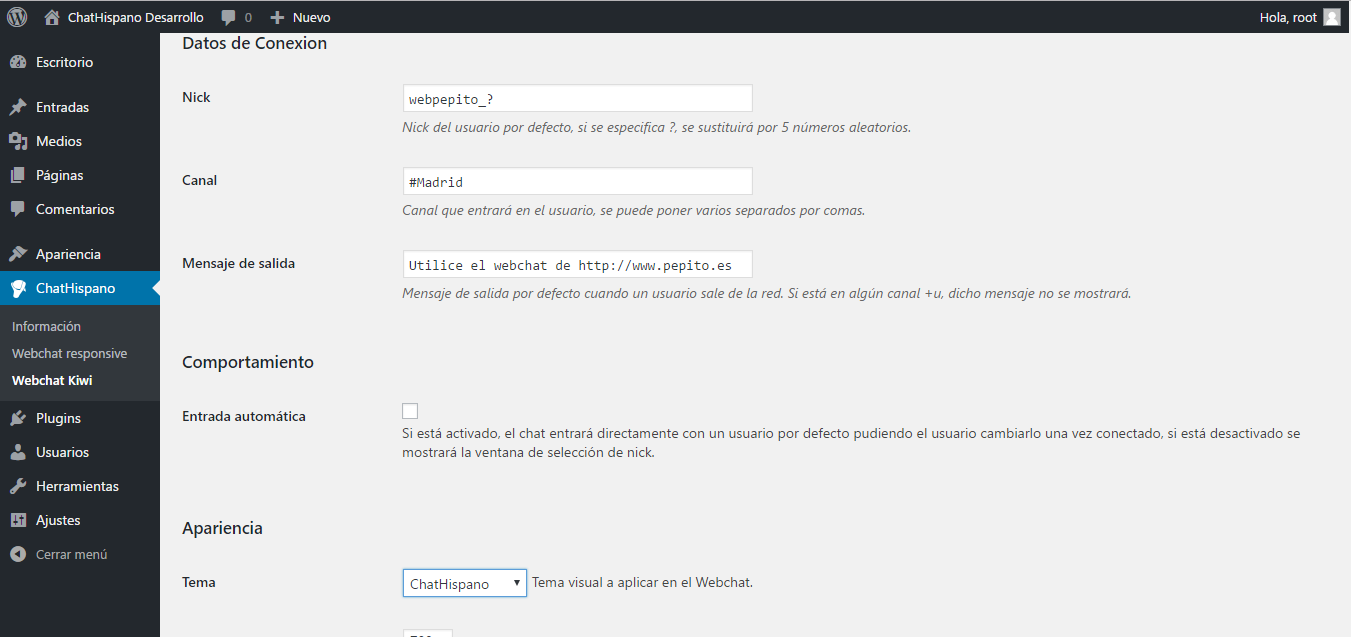 ChatHispano Desarrollo 0 Nuevo Hola, root
Escritorio
Entradas
Medios
Páginas
Comentarios
Apariencia
ChatHispano
Información
Webchat responsive
Webchat Kiwi
Plugins
Usuarios
Herramientas
Ajustes
Cerrar menú
Datos de Conexion
Nick
webpepito_?
Nick del usuario por defecto, si se especifica ?, se sustituirá por 5 números aleatorios.
Canal
#Madrid
Canal que entrará en el usuario, se puede poner varios separados por comas.
Mensaje de salida
Utilice el webchat de http://www.pepito.es
Mensaje de salida por defecto cuando un usuario sale de la red. Si está en algún canal +u, dicho mensaje no se mostrará.
Comportamiento
Entrada automática
Si está activado, el chat entrará directamente con un usuario por defecto pudiendo el usuario cambiarlo una vez conectado, si está desactivado se
mostrará la ventana de selección de nick.
Apariencia
Tema
ChatHispano Tema visual a aplicar en el Webchat.